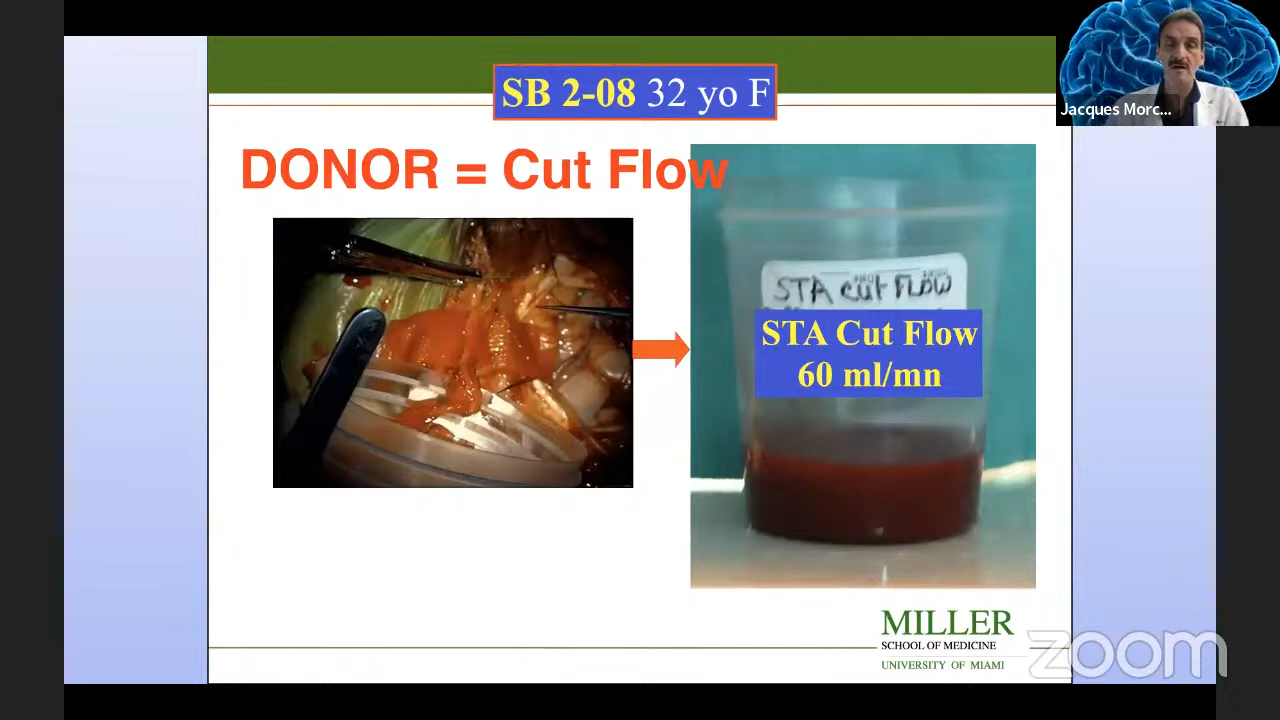 SB 2-08 32 yo F
Jacques Morc...
DONOR = Cut Flow
STA cut FLOW
STA Cut Flow
60 ml/mn
MILLER
SCHOOL OF MEDICINE
UNIVERSITY OF MIAMI
zoom